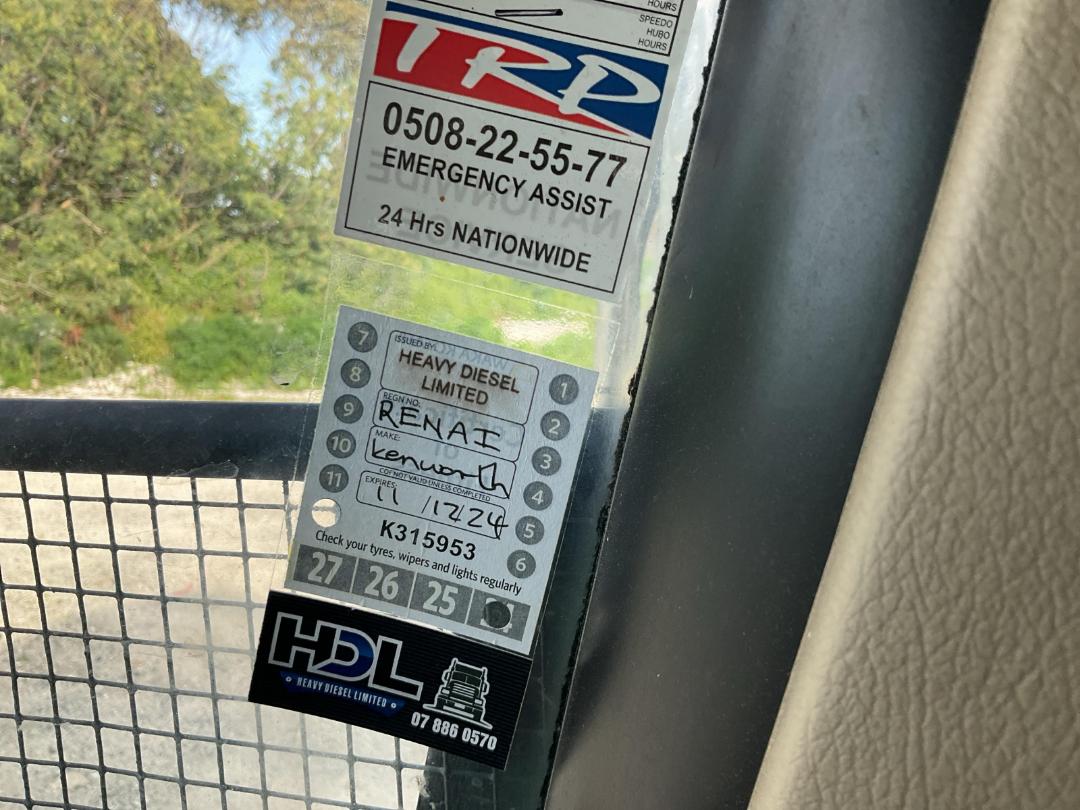 HOURS
SPEDO
HUBO
HOURS
TRP
0508-22-55-77
EMERGENCY ASSIST
24 Hrs NATIONWIDE
7
8
9
10
11
ISSUED BY:
HEAVY DIESEL
LIMITED
REGN NO:
RENAI
MAKE:
Kenworth
COF NOT VALID UNLESS COMPLETED
EXPIRES:
11 /12/24
1
2
3
4
5
6
K315953
Check your tyres, wipers and lights regularly
27 26 25
HDL
HEAVY DIESEL LIMITED
07 886 0570